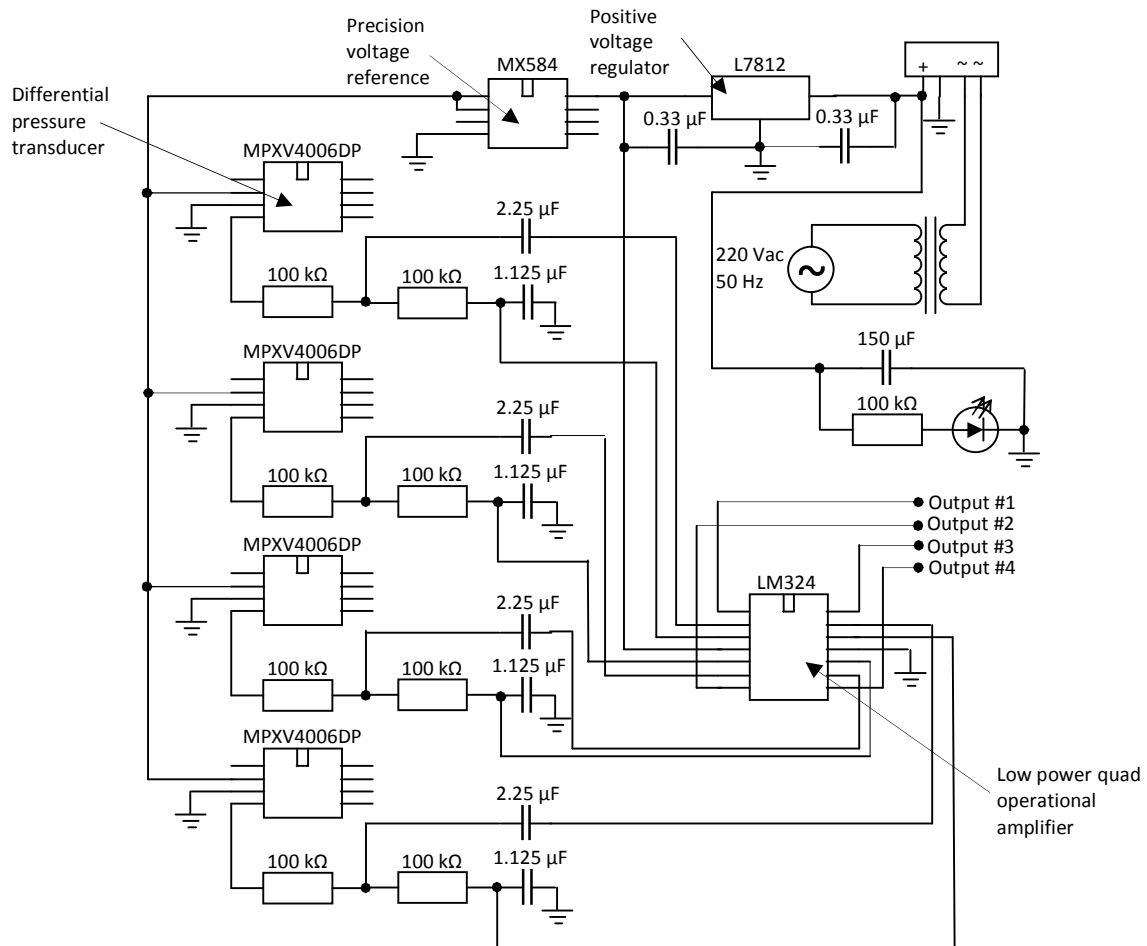 Precision
voltage
reference
Positive
voltage
regulator
MX584
L7812
+
~ ~
Differential
pressure
transducer
0.33 µF
0.33 µF
MPXV4006DP
2.25 µF
100 kΩ
100 kΩ
1.125 µF
220 Vac
50 Hz
~
150 µF
100 kΩ
MPXV4006DP
2.25 µF
100 kΩ
100 kΩ
1.125 µF
Output #1
Output #2
Output #3
Output #4
MPXV4006DP
LM324
2.25 µF
100 kΩ
100 kΩ
1.125 µF
MPXV4006DP
Low power quad
operational
amplifier
2.25 µF
100 kΩ
100 kΩ
1.125 µF